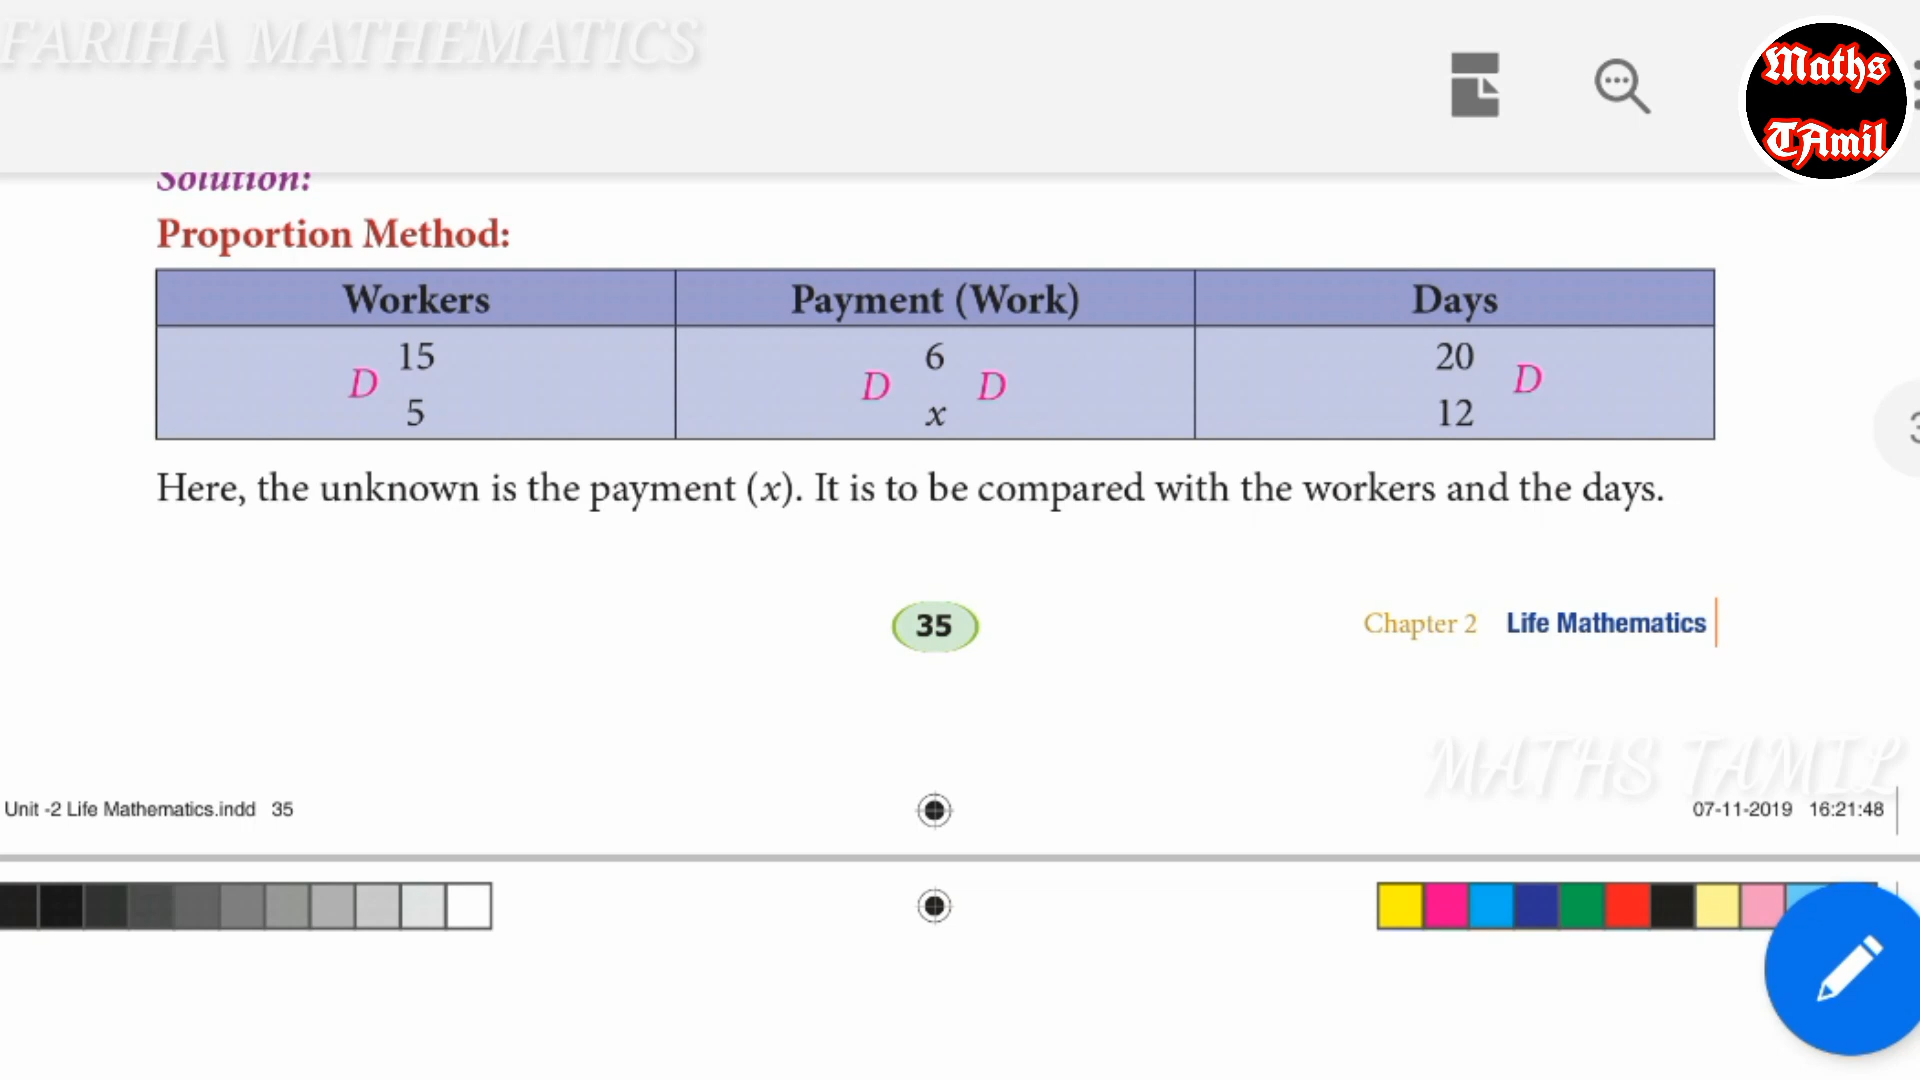 FARIHA MATHEMATICS
Maths
TAmil
Solution:
Proportion Method:
Workers Payment (Work) Days
15 6 20
D D D D
5 x 12
Here, the unknown is the payment (x). It is to be compared with the workers and the days.
35
Chapter 2 Life Mathematics
MATHS TAMIL
Unit -2 Life Mathematics.indd 35
07-11-2019 16:21:48